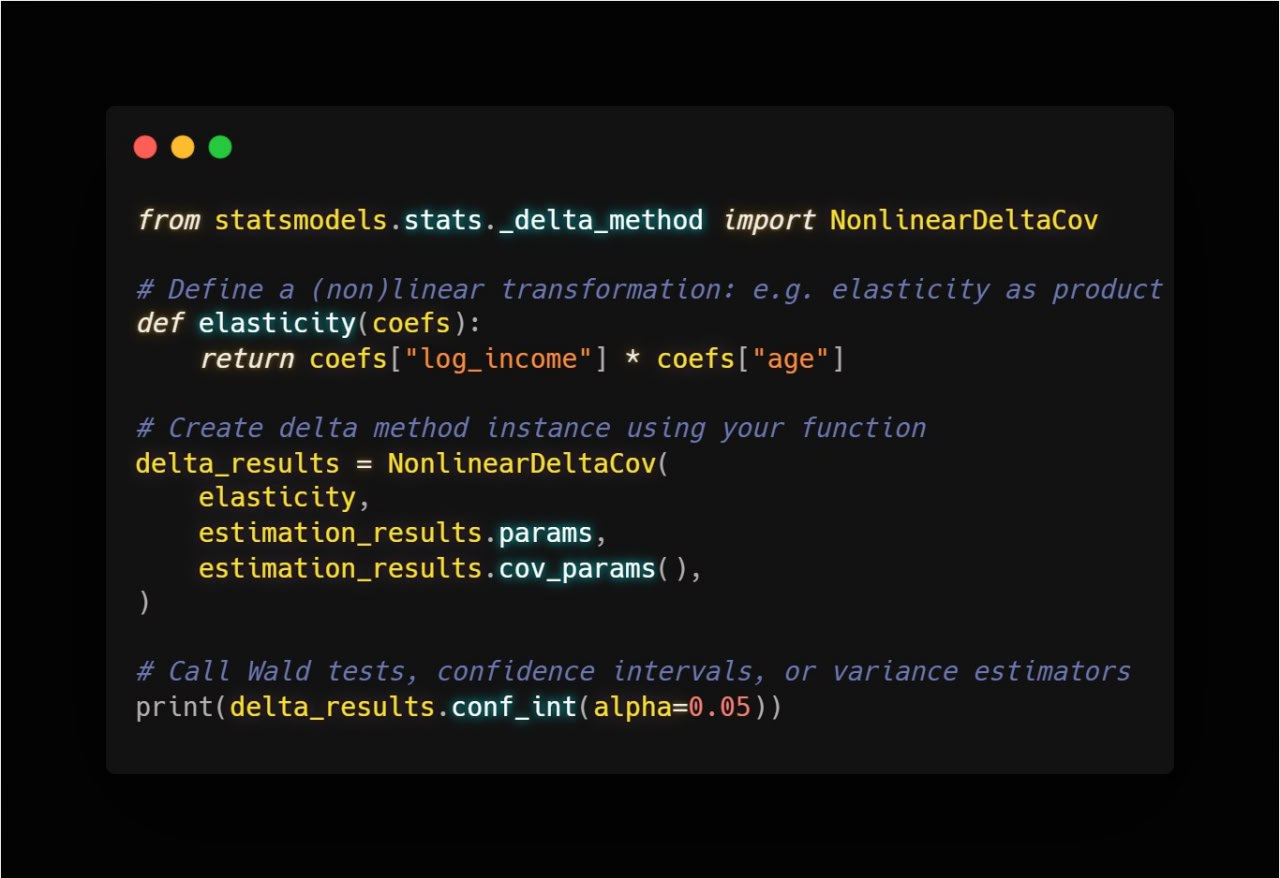 from statsmodels.stats._delta_method import NonlinearDeltaCov
# Define a (non)linear transformation: e.g. elasticity as product
def elasticity(coefs):
    return coefs["log_income"] * coefs["age"]
# Create delta method instance using your function
delta_results = NonlinearDeltaCov(
    elasticity,
    estimation_results.params,
    estimation_results.cov_params(),
)
# Call Wald tests, confidence intervals, or variance estimators
print(delta_results.conf_int(alpha=0.05))